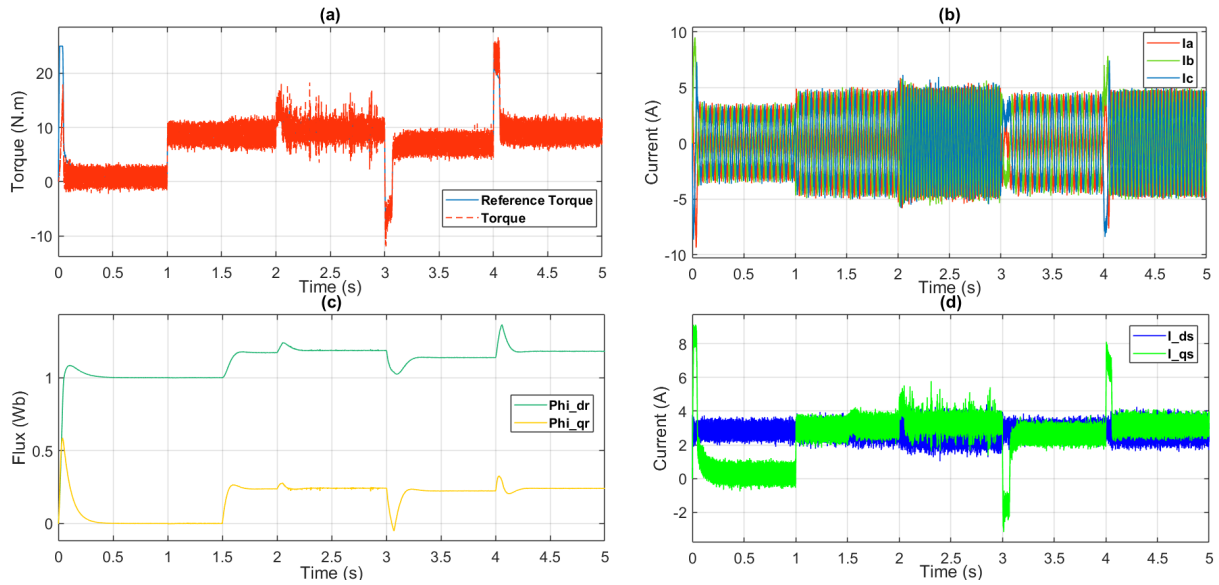 (a)
Torque (N.m)
20
10
0
-10
Reference Torque
Torque
0 0.5 1 1.5 2 2.5 3 3.5 4 4.5 5
Time (s)
(b)
Current (A)
10
5
0
-5
-10
Ia
Ib
Ic
0 0.5 1 1.5 2 2.5 3 3.5 4 4.5 5
Time (s)
(c)
Flux (Wb)
1
0.5
0
Phi_dr
Phi_qr
0 0.5 1 1.5 2 2.5 3 3.5 4 4.5 5
Time (s)
(d)
Current (A)
8
6
4
2
0
-2
I_ds
I_qs
0 0.5 1 1.5 2 2.5 3 3.5 4 4.5 5
Time (s)